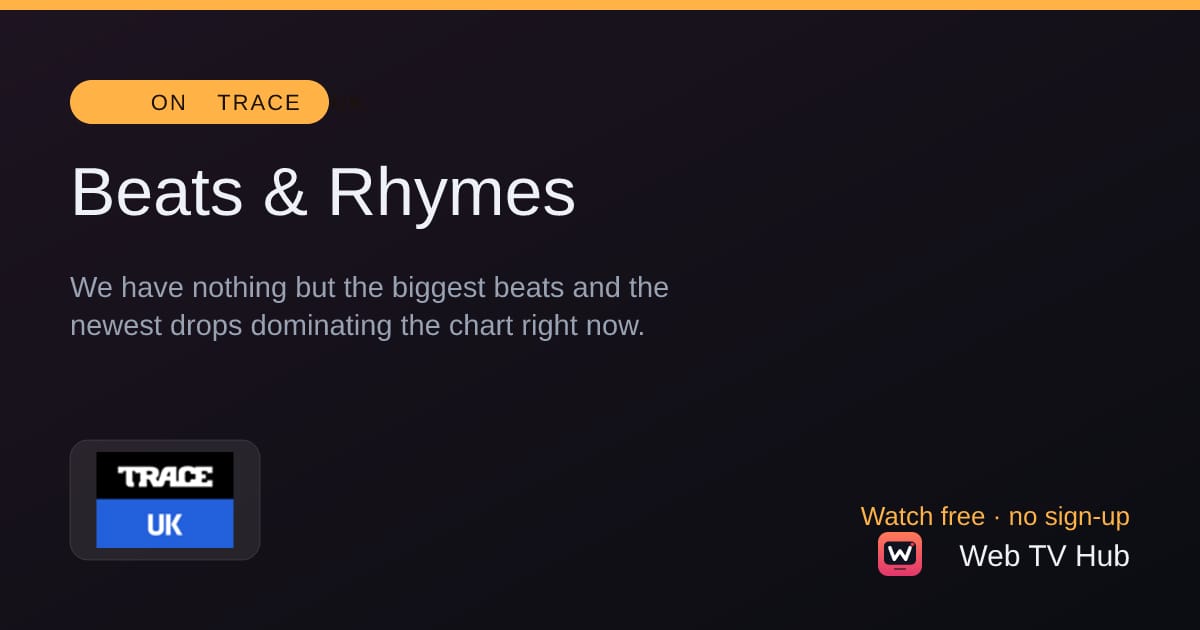 ON TRACE
Beats & Rhymes
We have nothing but the biggest beats and the
newest drops dominating the chart right now.
TRACE
UK
Watch free · no sign-up
W
Web TV Hub